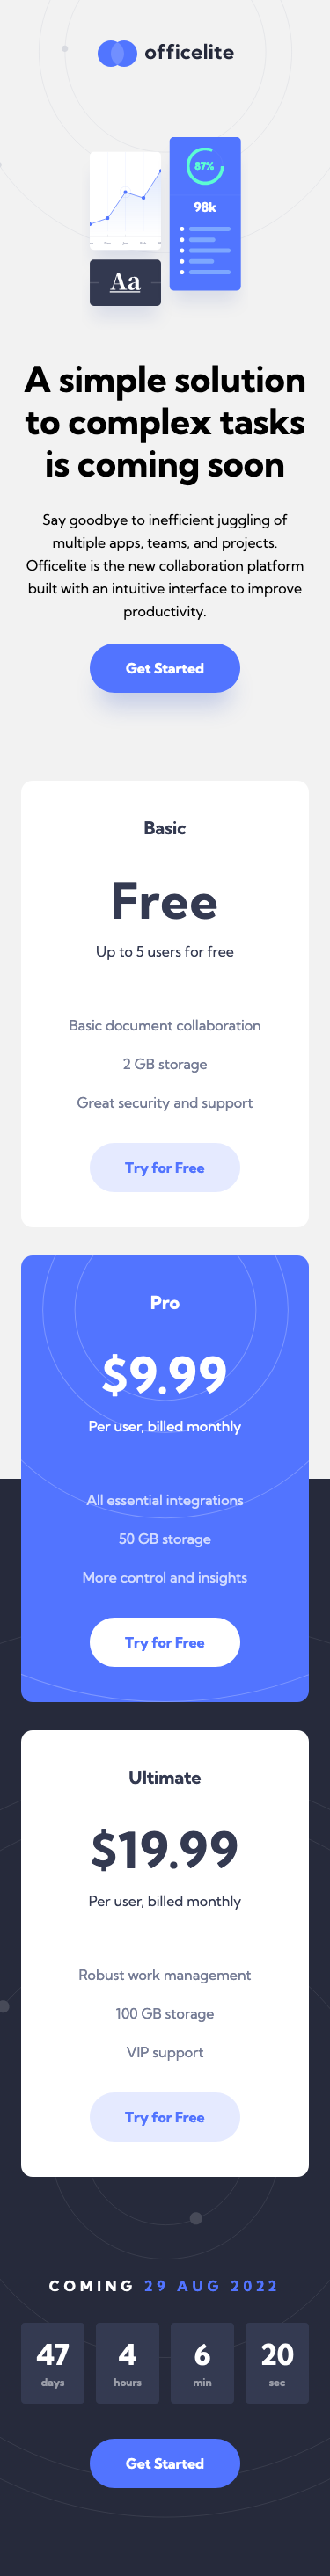 officelite
87%
98k
Aa
A simple solution
to complex tasks
is coming soon
Say goodbye to inefficient juggling of
multiple apps, teams, and projects.
Officelite is the new collaboration platform
built with an intuitive interface to improve
productivity.
Get Started
Basic
Free
Up to 5 users for free
Basic document collaboration
2 GB storage
Great security and support
Try for Free
Pro
$9.99
Per user, billed monthly
All essential integrations
50 GB storage
More control and insights
Try for Free
Ultimate
$19.99
Per user, billed monthly
Robust work management
100 GB storage
VIP support
Try for Free
COMING 29 AUG 2022
47 4 6 20
days hours min sec
Get Started